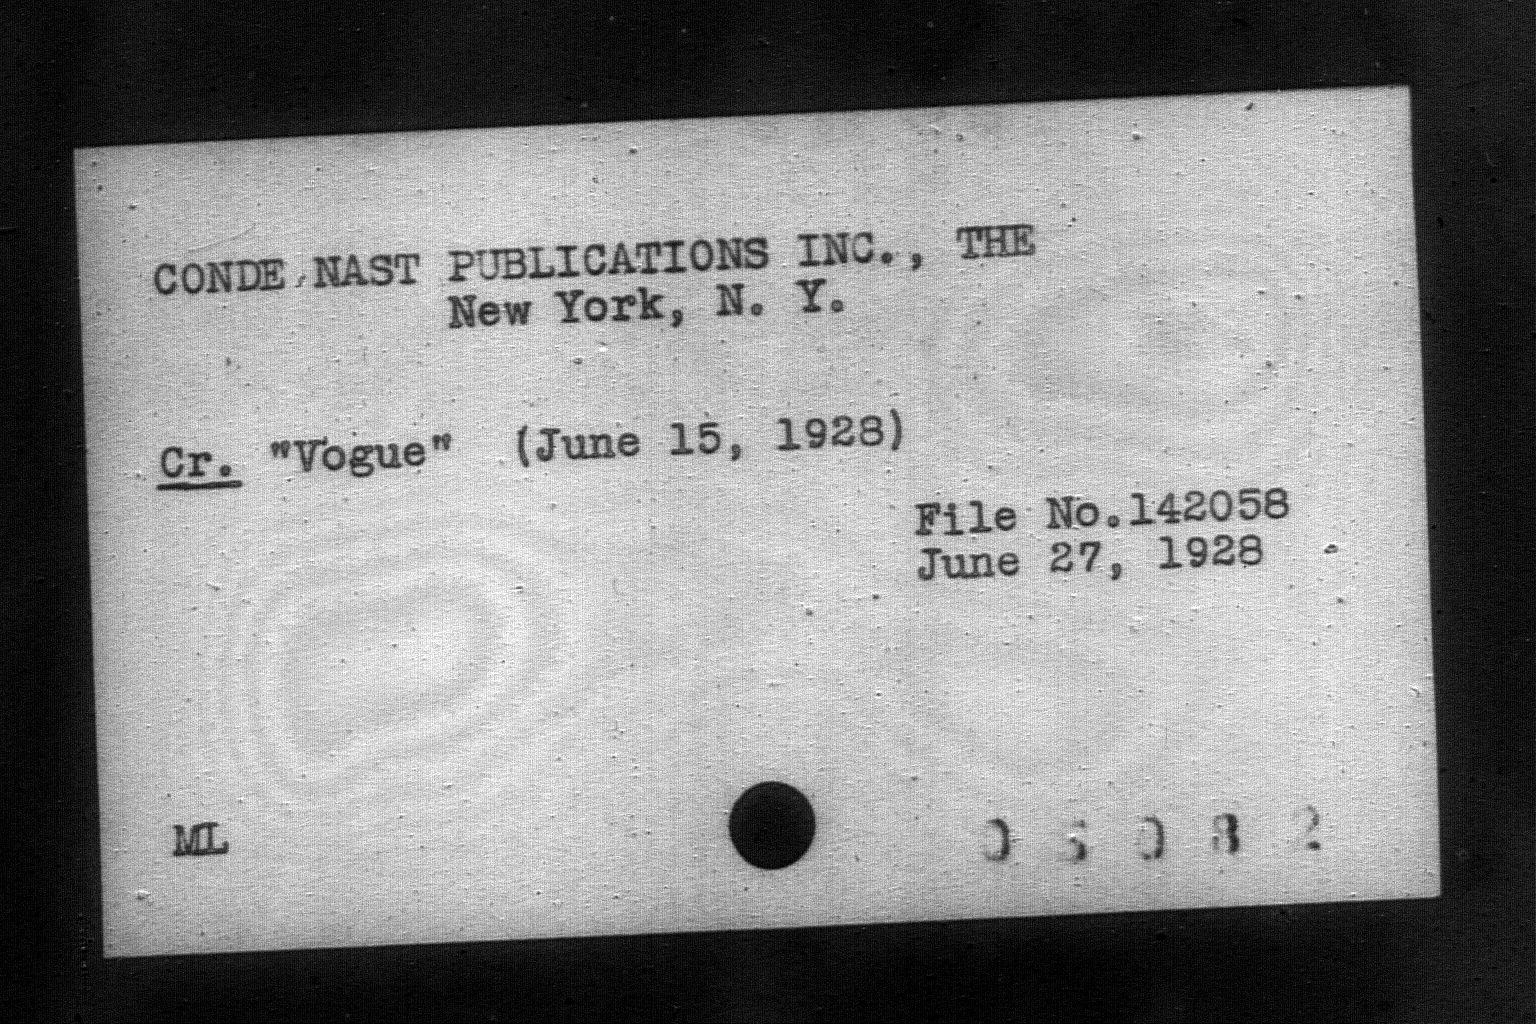 CONDE NAST PUBLICATIONS INC., THE
New York, N. Y.
Cr. "Vogue" (June 15, 1928)
File No.142058
June 27, 1928
ML